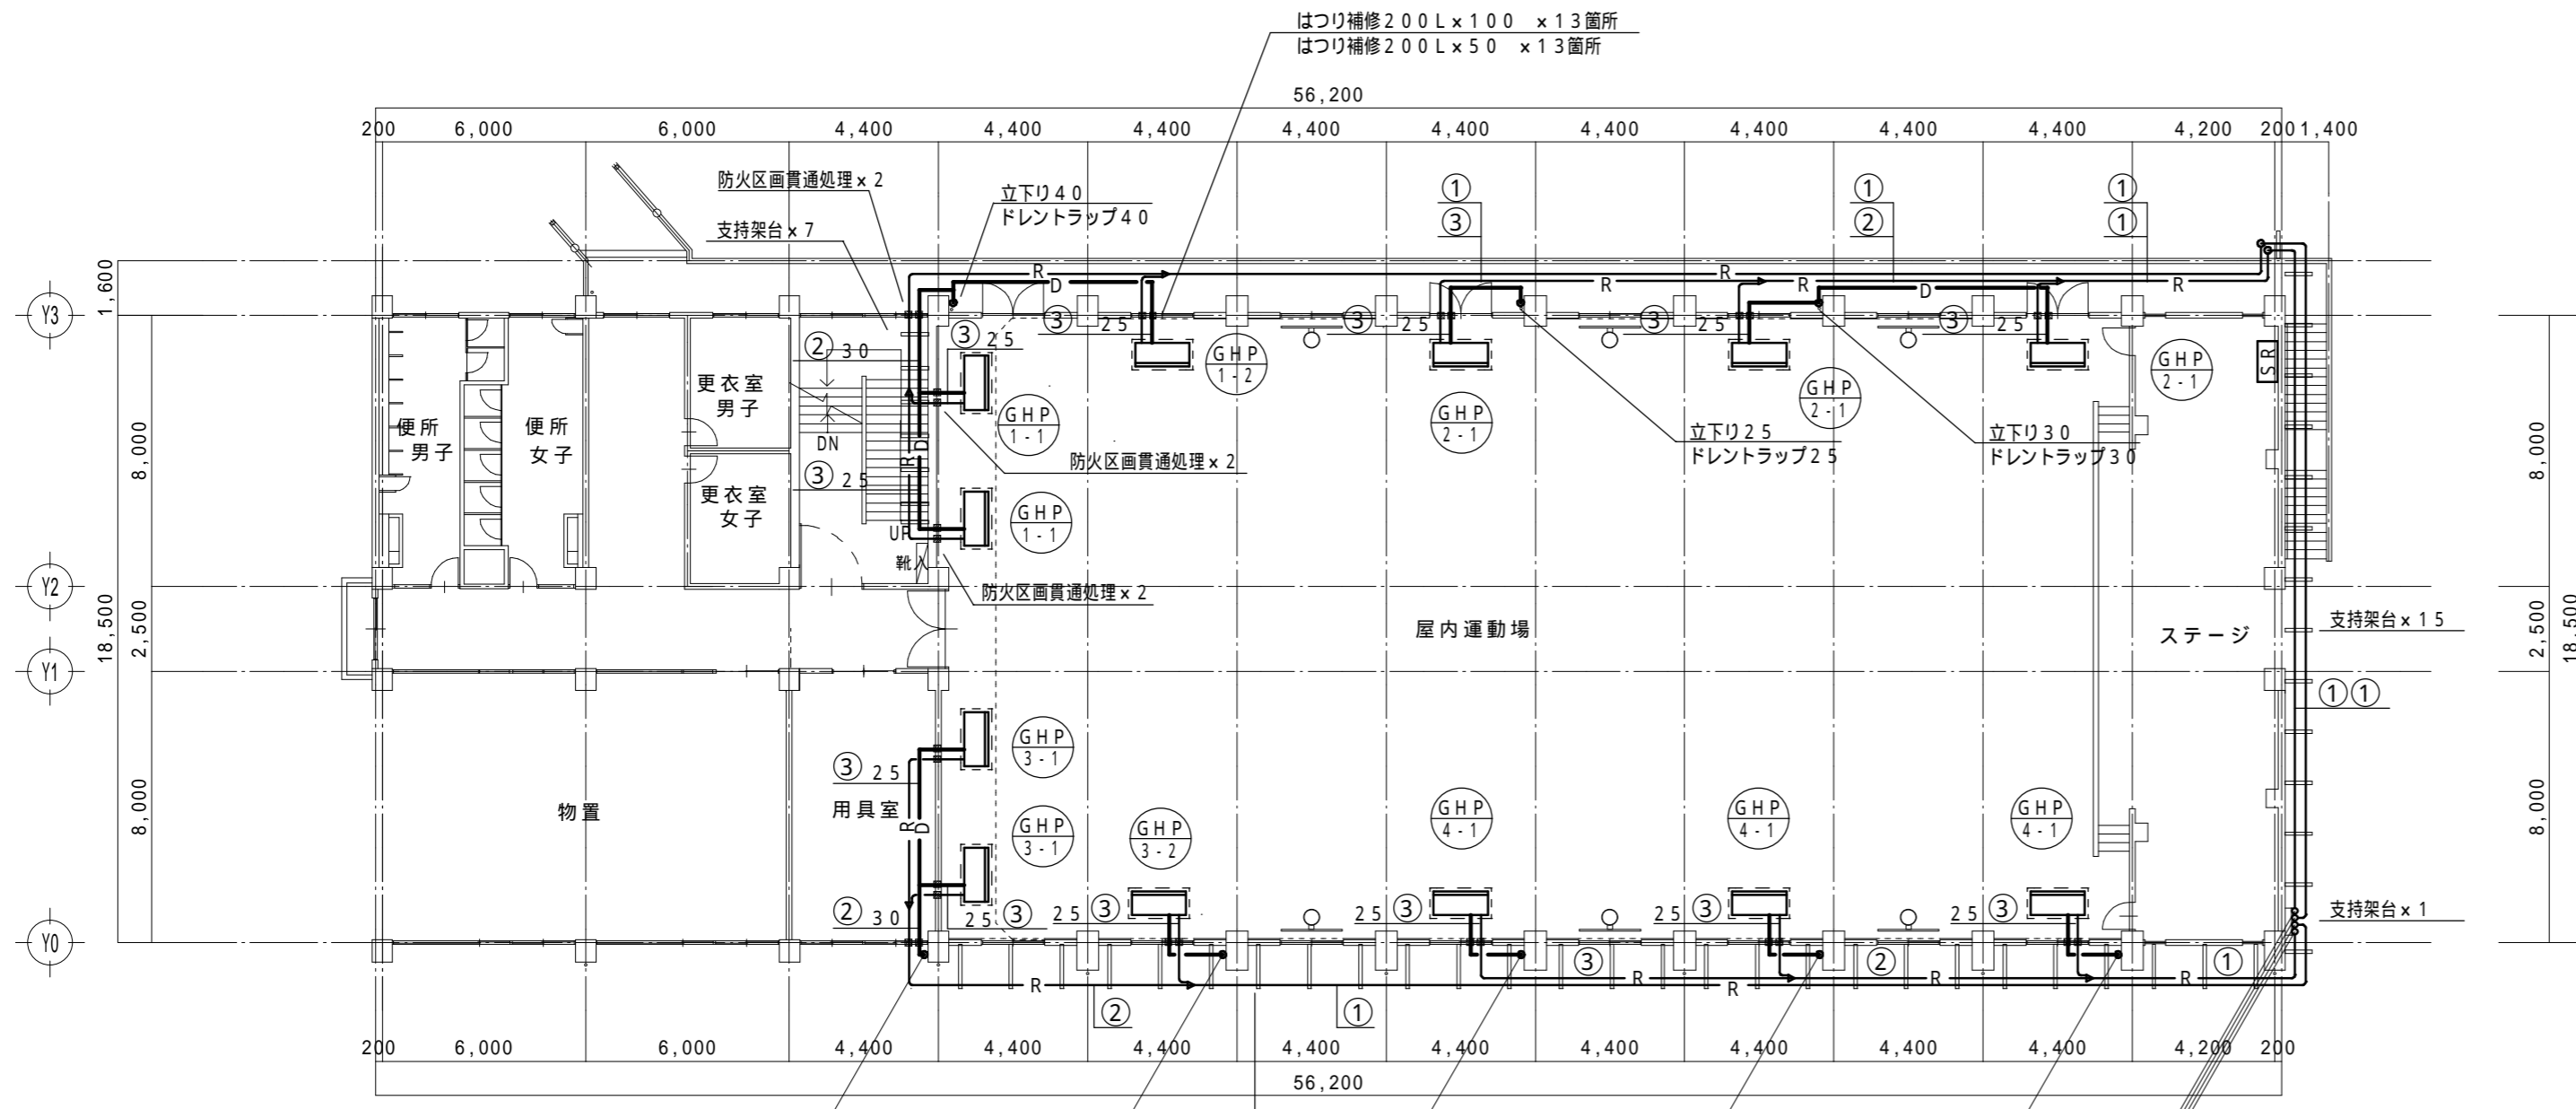 はつり補修200L×100 ×13箇所
はつり補修200L×50 ×13箇所
56,200
200 6,000 6,000 4,400 4,400 4,400 4,400 4,400 4,400 4,400 4,400 4,400 4,200 200 1,400
防火区画貫通処理×2
支持架台×7
立下り40
ドレントラップ40
①
③
①
②
①
①
1,600
Y3
R
D
R
R
R
D
R
③ 25
③ 25
③ 25
③ 25
③ 25
② 30
GHP
1-2
GHP
2-1
GHP
2-1
GHP
2-1
SR
更衣室
男子
便所
男子
便所
女子
DN
GHP
1-1
R
D
防火区画貫通処理×2
立下り25
ドレントラップ25
立下り30
ドレントラップ30
8,000
8,000
③ 25
更衣室
女子
GHP
1-1
UP
靴入
防火区画貫通処理×2
Y2
18,500
2,500
屋内運動場
ステージ
支持架台×15
2,500
18,500
Y1
①①
③ 25
GHP
3-1
物置
用具室
R
D
GHP
3-1
GHP
3-2
GHP
4-1
GHP
4-1
GHP
4-1
8,000
8,000
② 30
25 ③
25 ③
25 ③
25 ③
25 ③
支持架台×1
Y0
③
②
①
R
R
R
R
R
②
①
200 6,000 6,000 4,400 4,400 4,400 4,400 4,400 4,400 4,400 4,400 4,400 4,200 200
56,200